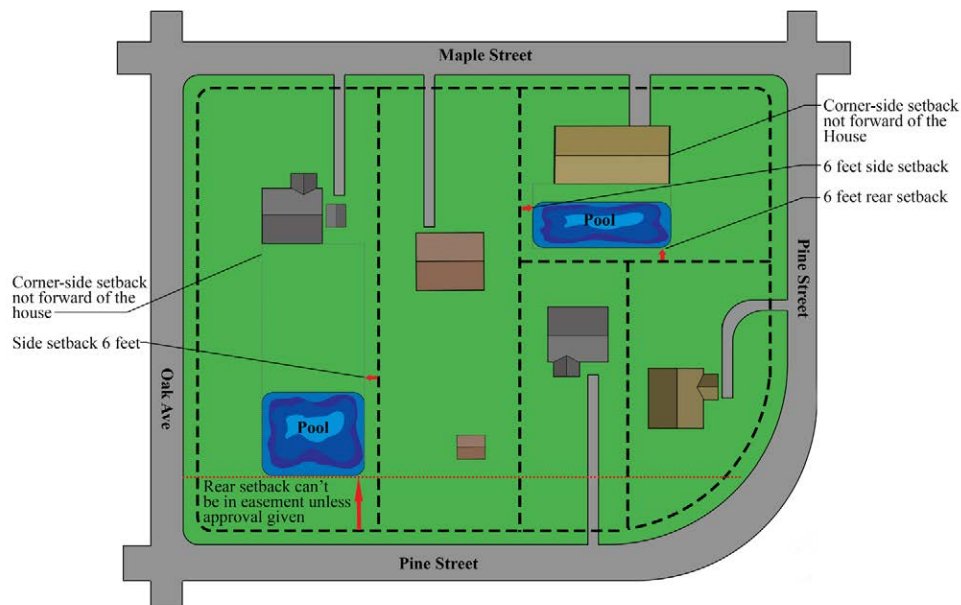 Maple Street
Corner-side setback
not forward of the
House
6 feet side setback
6 feet rear setback
Pool
Pine Street
Corner-side setback
not forward of the
house
Side setback 6 feet
Oak Ave
Pool
Rear setback can't
be in easement unless
approval given
Pine Street